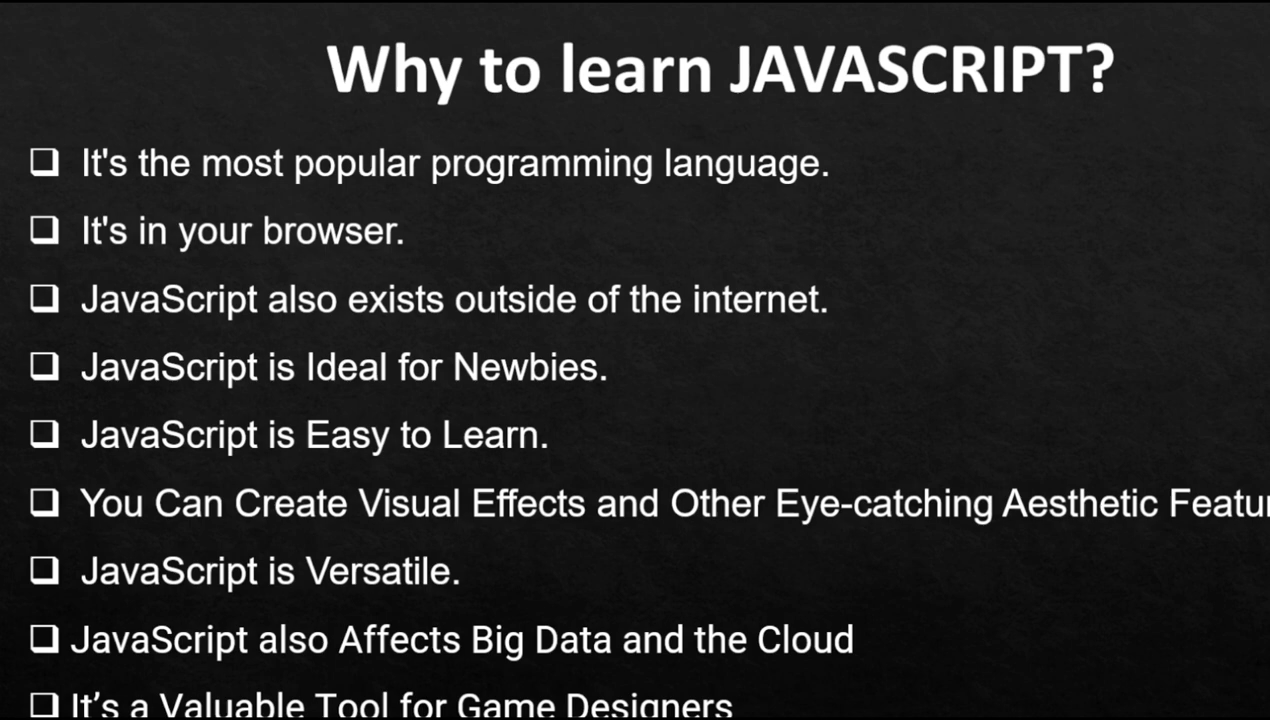 Why to learn JAVASCRIPT?
It's the most popular programming language.
It's in your browser.
JavaScript also exists outside of the internet.
JavaScript is Ideal for Newbies.
JavaScript is Easy to Learn.
You Can Create Visual Effects and Other Eye-catching Aesthetic
JavaScript is Versatile.
JavaScript also Affects Big Data and the Cloud
It’s a Valuable Tool for Game Designers